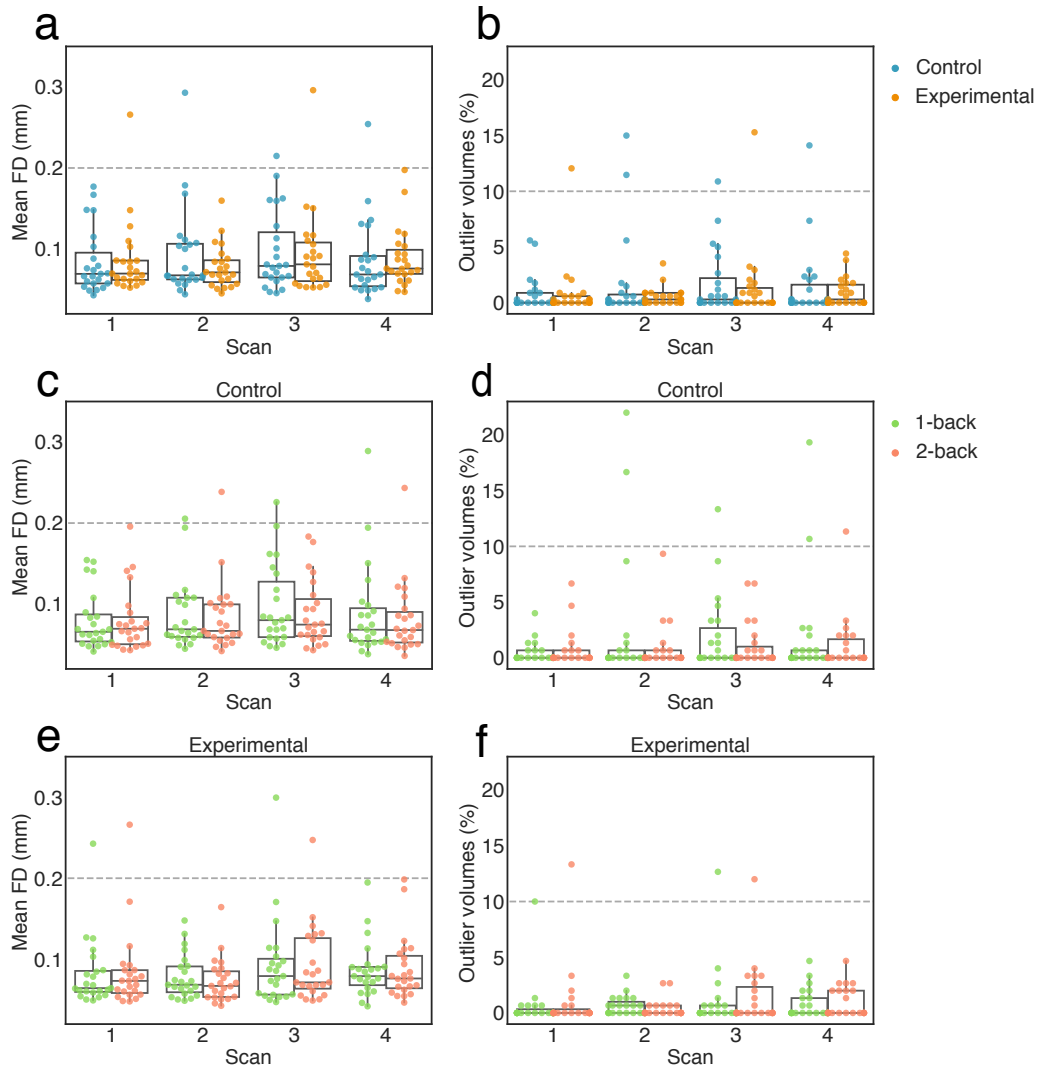 a
b
0.3
0.2
0.1
Mean FD (mm)
1 2 3 4
Scan
20
15
10
5
0
Outlier volumes (%)
1 2 3 4
Scan
Control
Experimental
c
d
Control
0.3
0.2
0.1
Mean FD (mm)
1 2 3 4
Scan
Control
20
15
10
5
0
Outlier volumes (%)
1 2 3 4
Scan
1-back
2-back
e
f
Experimental
0.3
0.2
0.1
Mean FD (mm)
1 2 3 4
Scan
Experimental
20
15
10
5
0
Outlier volumes (%)
1 2 3 4
Scan